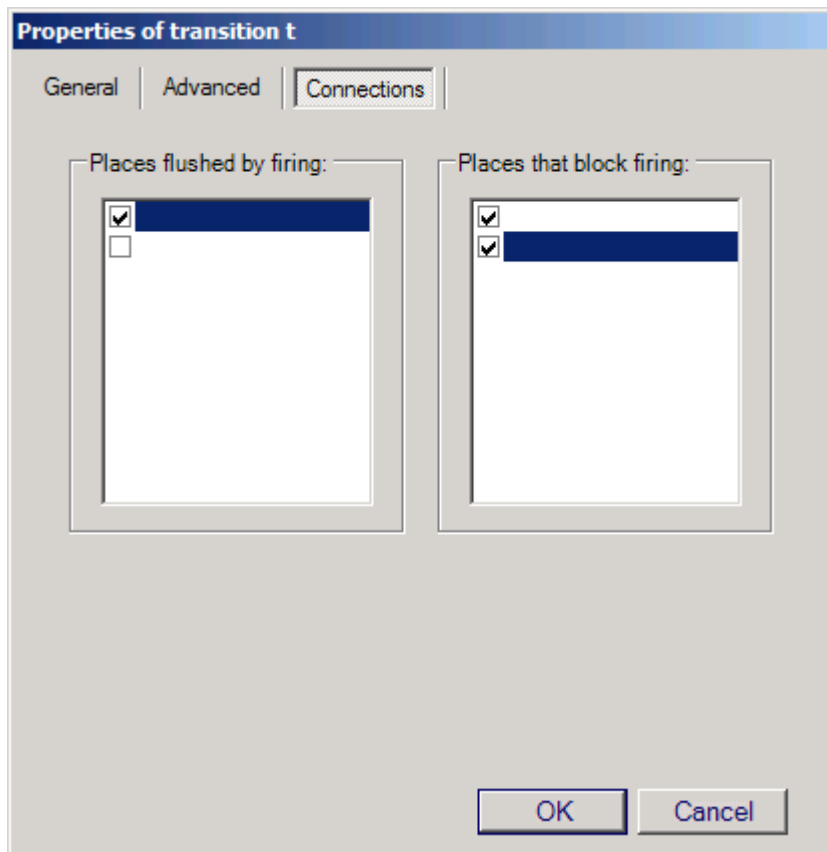 Properties of transition t
General Advanced Connections
Places flushed by firing: Places that block firing:
OK Cancel